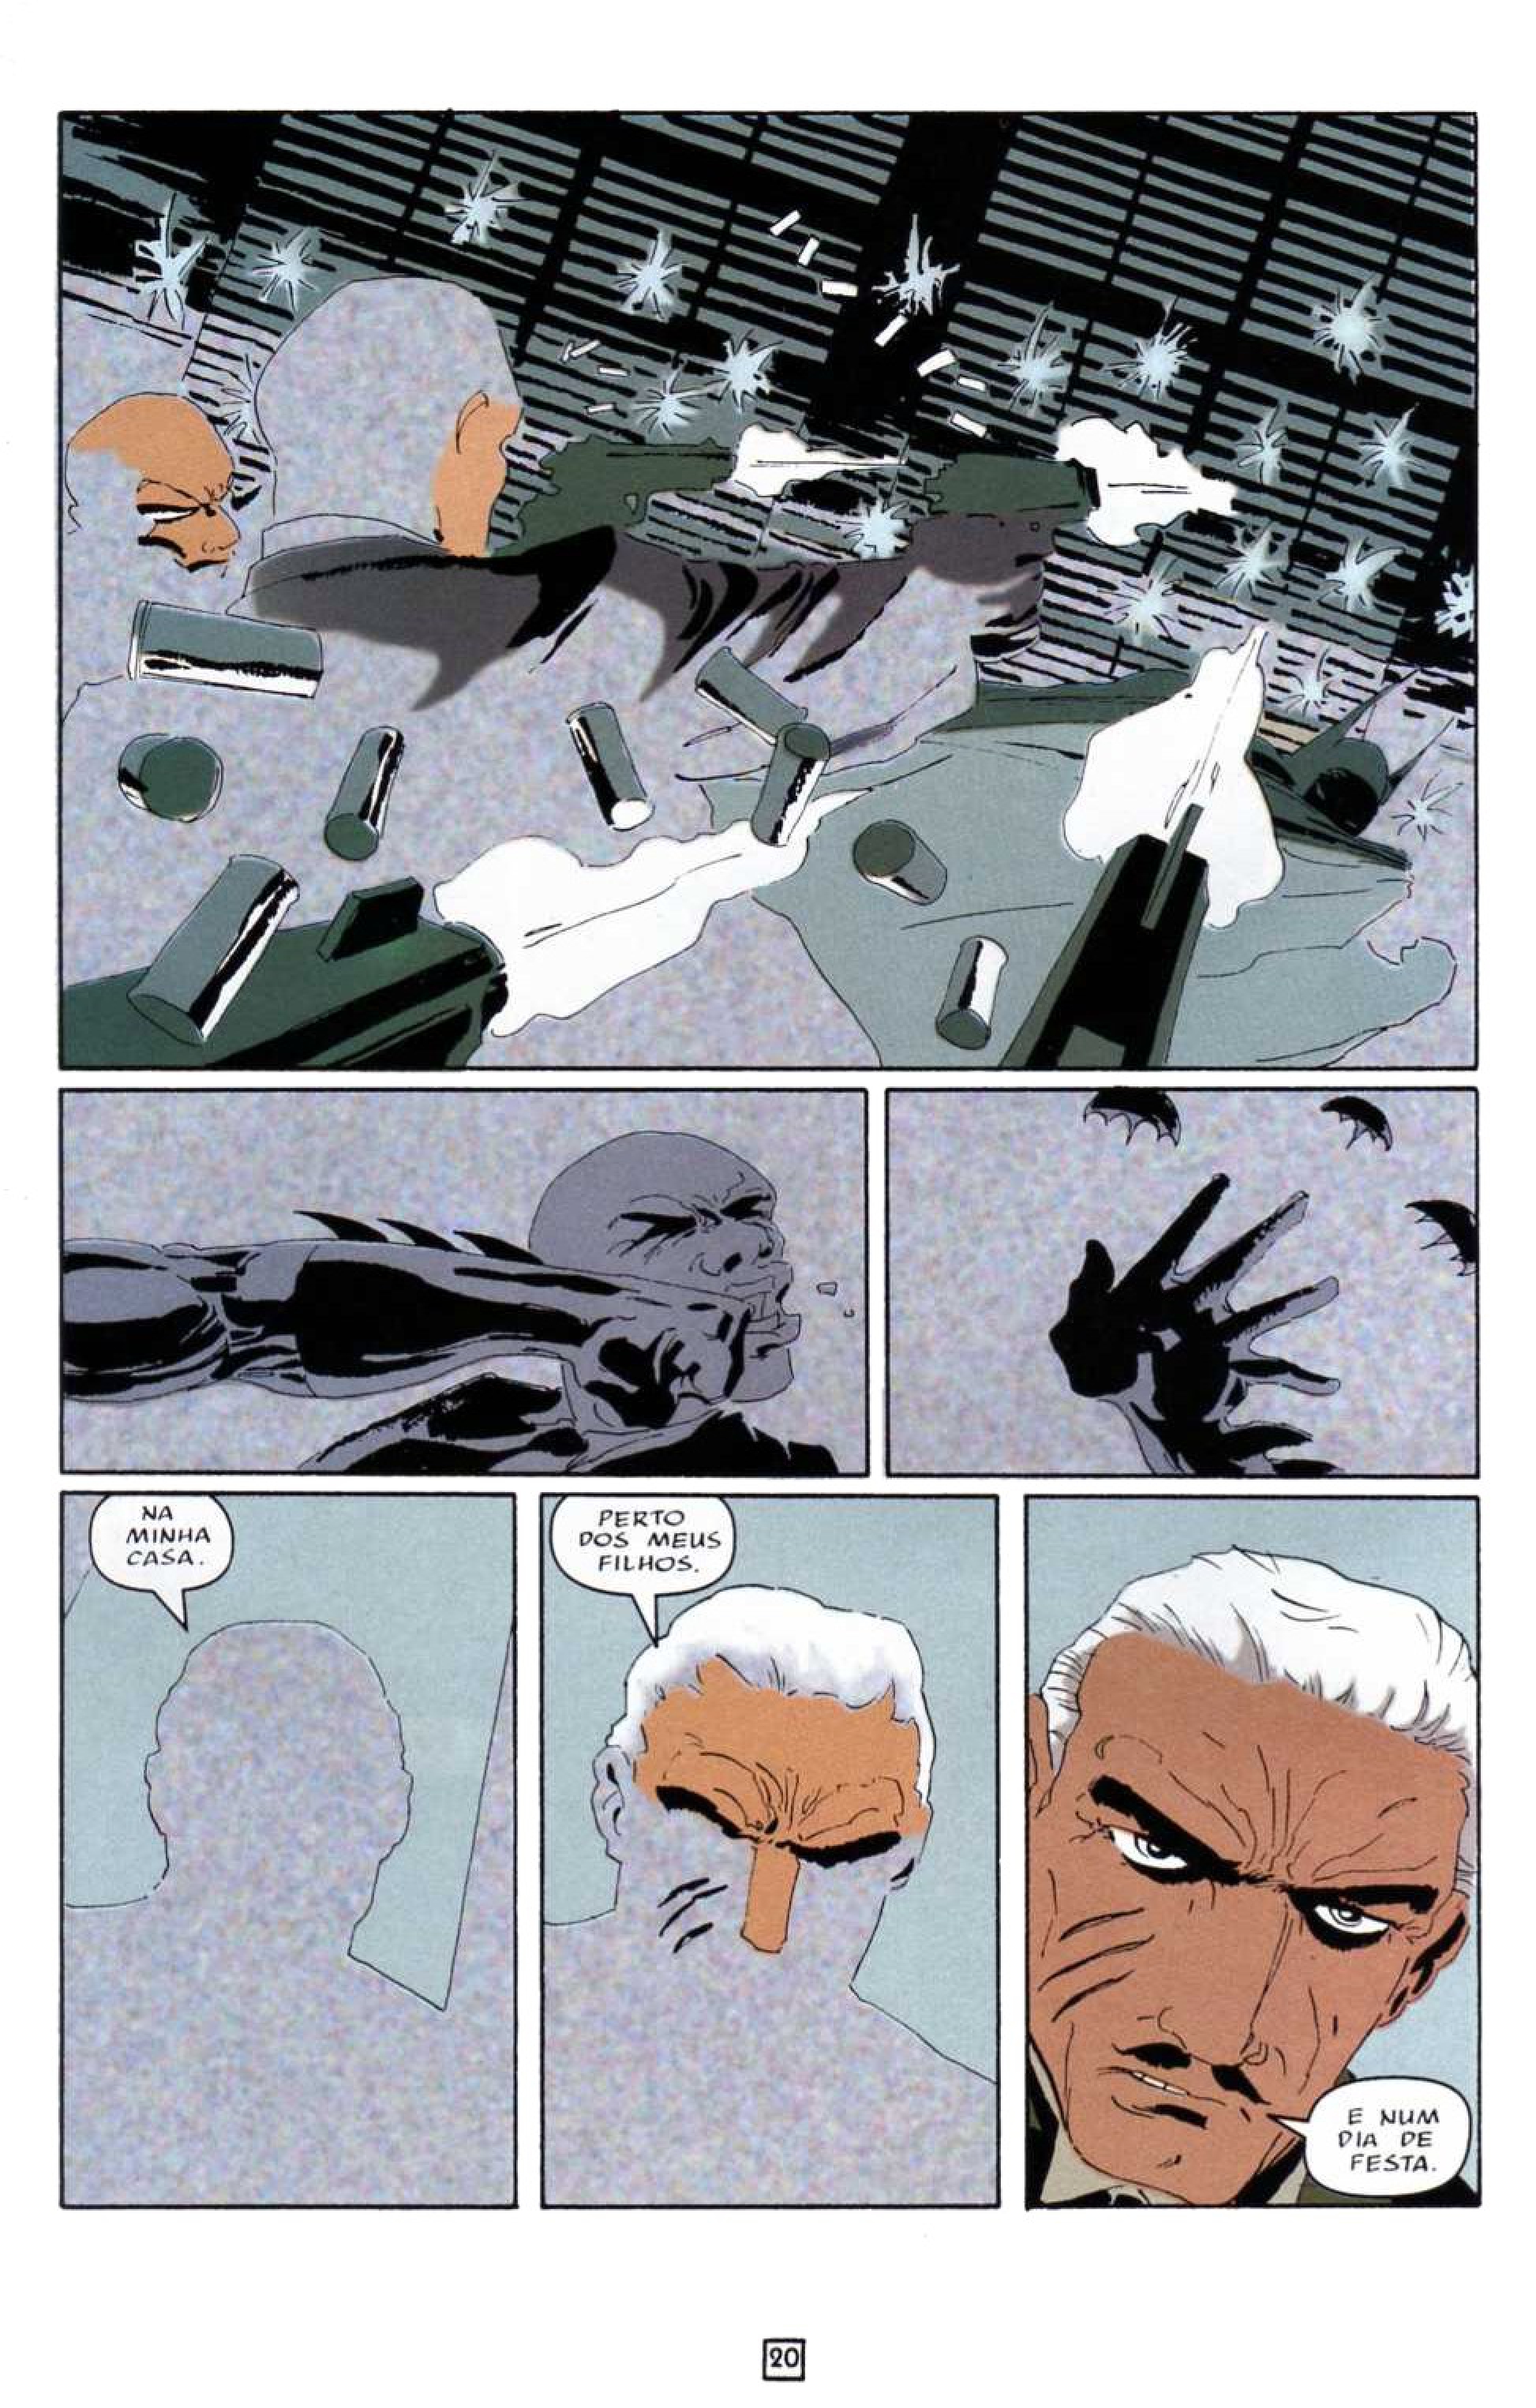 NA
MINHA
CASA.
PERTO
DOS MEUS
FILHOS.
E NUM
DIA DE
FESTA.
20